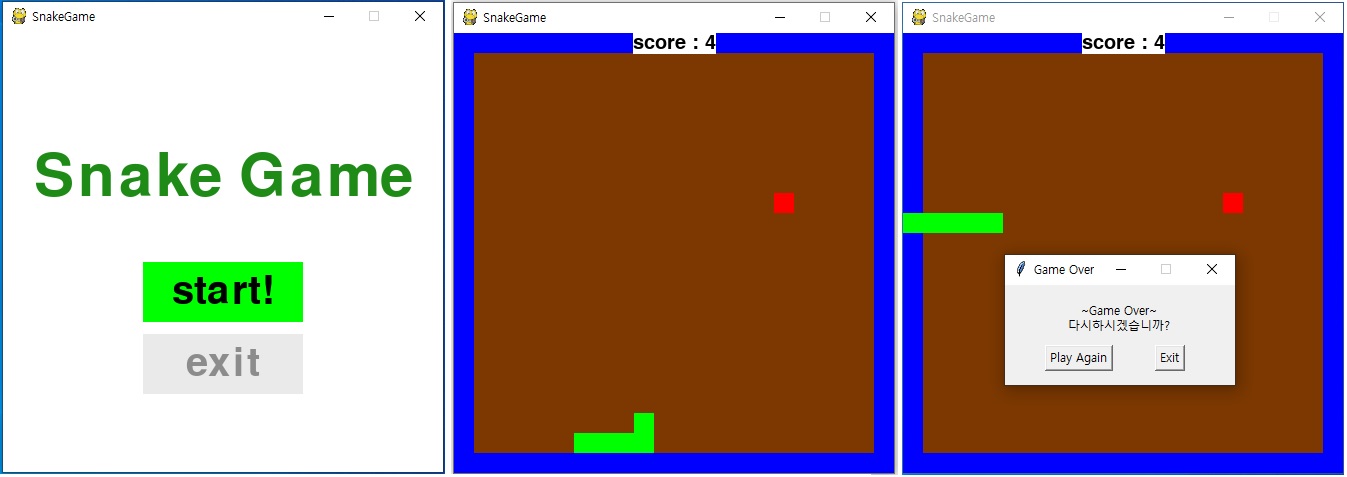 SnakeGame
Snake Game
start!
exit
SnakeGame
score : 4
SnakeGame
score : 4
Game Over
~Game Over~
다시하시겠습니까?
Play Again
Exit